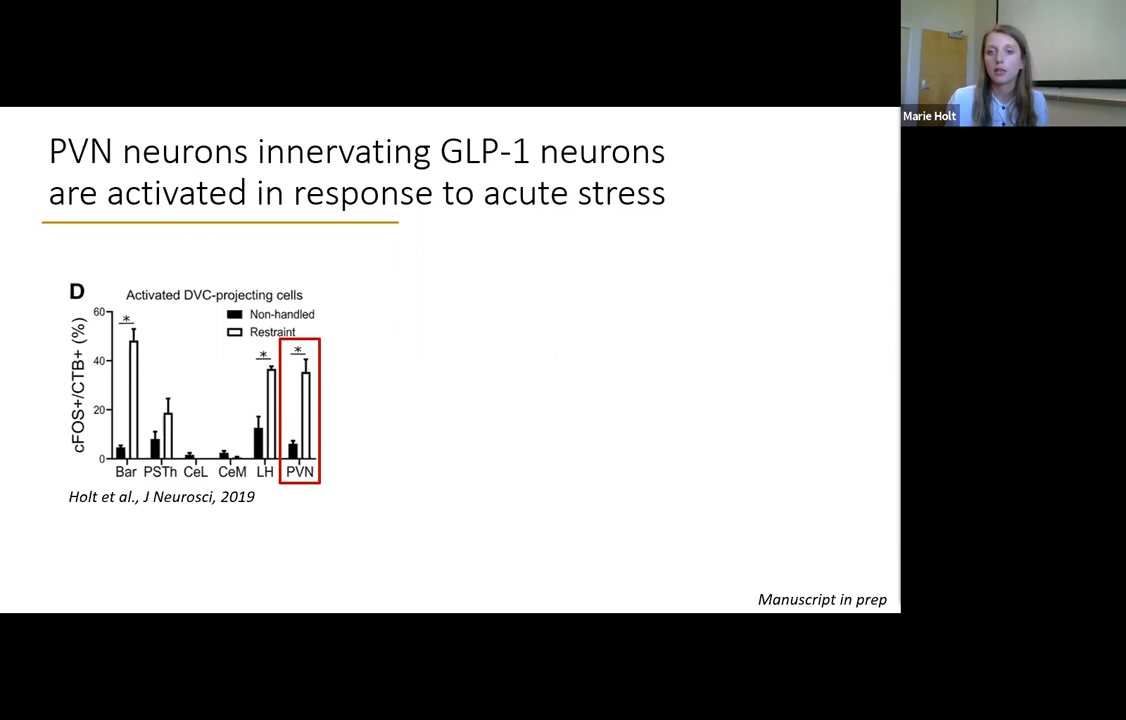 Marie Holt
PVN neurons innervating GLP-1 neurons
are activated in response to acute stress
D
Activated DVC-projecting cells
Non-handled
Restraint
cFOS+/CTB+ (%)
60
40
20
0
* * *
Bar PSTh CeL CeM LH PVN
Holt et al., J Neurosci, 2019
Manuscript in prep